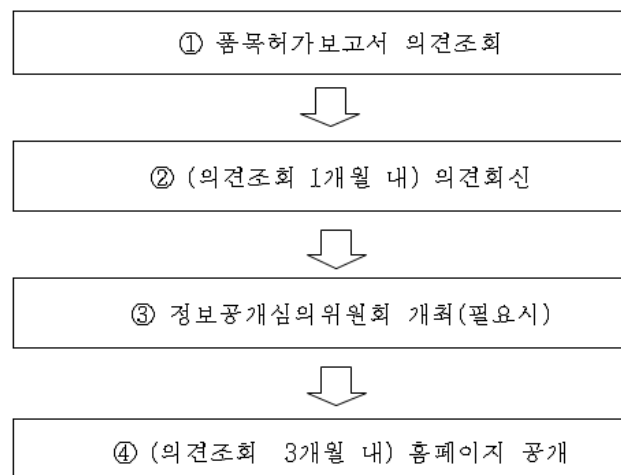 ① 품목허가보고서 의견조회
② (의견조회 1개월 내) 의견회신
③ 정보공개심의위원회 개최(필요시)
④ (의견조회 3개월 내) 홈페이지 공개